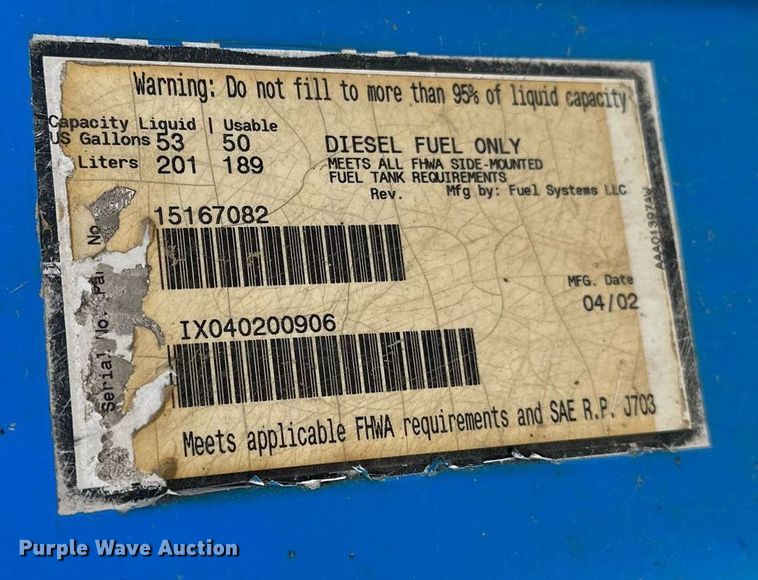 Warning: Do not fill to more than 95% of liquid capacity
Capacity Liquid | Usable
US Gallons 53 50
Liters 201 189
DIESEL FUEL ONLY
MEETS ALL FHWA SIDE-MOUNTED
FUEL TANK REQUIREMENTS
Rev. Mfg by: Fuel Systems LLC
No.
15167082
MFG. Date
04/02
Serial No.
IX040200906
Meets applicable FHWA requirements and SAE R.P. J703
Purple Wave Auction